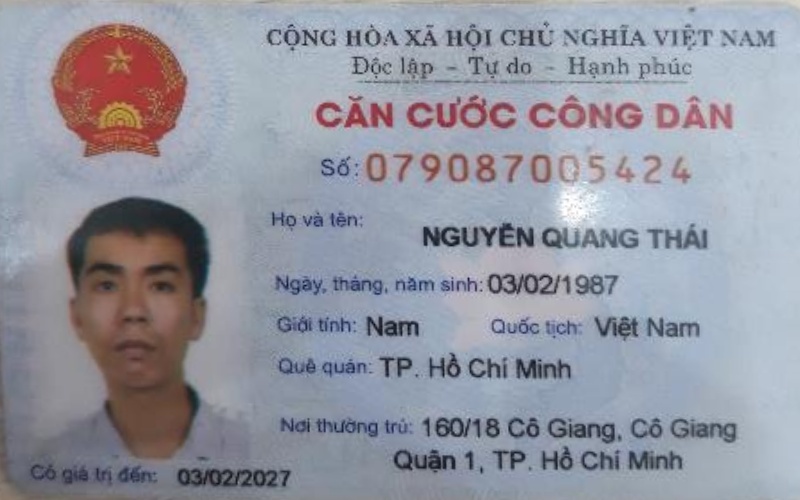 CỘNG HÒA XÃ HỘI CHỦ NGHĨA VIỆT NAM
Độc lập - Tự do - Hạnh phúc
CĂN CƯỚC CÔNG DÂN
Số: 079087005424
Họ và tên: NGUYỄN QUANG THÁI
Ngày, tháng, năm sinh: 03/02/1987
Giới tính: Nam Quốc tịch: Việt Nam
Quê quán: TP. Hồ Chí Minh
Nơi thường trú: 160/18 Cô Giang, Cô Giang
Quận 1, TP. Hồ Chí Minh
Có giá trị đến: 03/02/2027